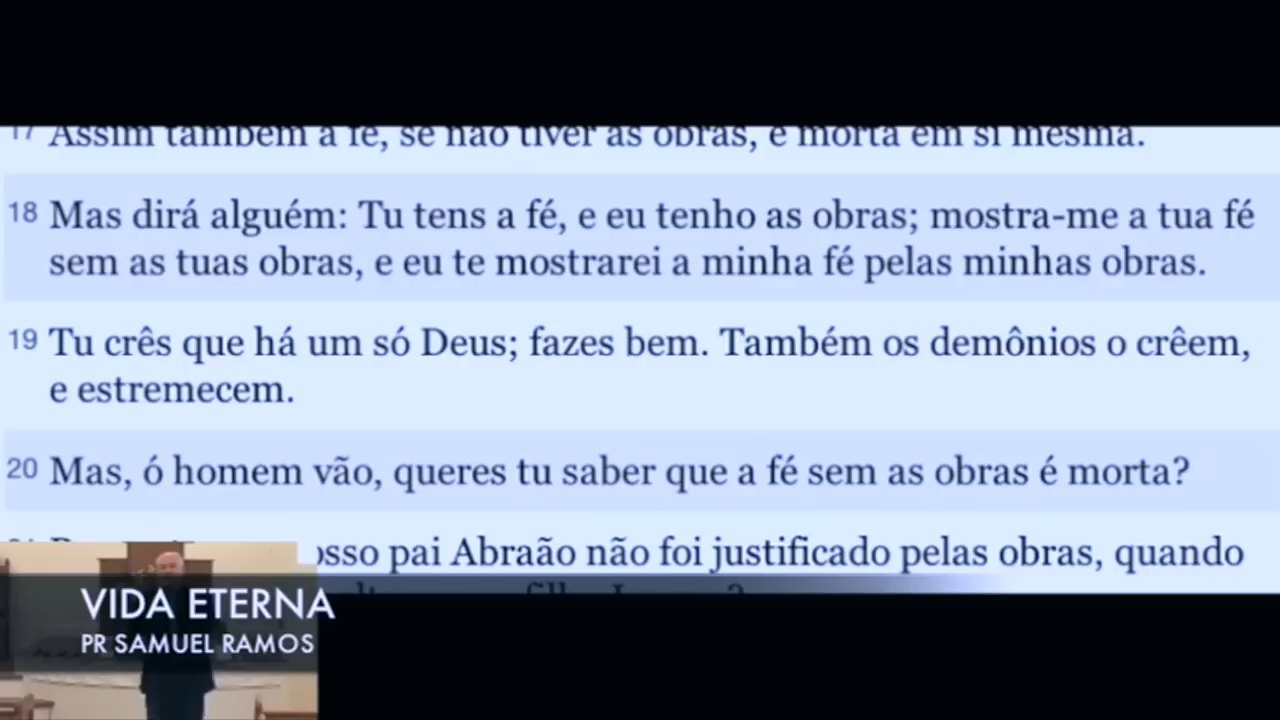 17 Assim também a fé, se não tiver as obras, é morta em si mesma.
18 Mas dirá alguém: Tu tens a fé, e eu tenho as obras; mostra-me a tua fé
sem as tuas obras, e eu te mostrarei a minha fé pelas minhas obras.
19 Tu crês que há um só Deus; fazes bem. Também os demônios o crêem,
e estremecem.
20 Mas, ó homem vão, queres tu saber que a fé sem as obras é morta?
pai Abraão não foi justificado pelas obras, quando
VIDA ETERNA
PR SAMUEL RAMOS